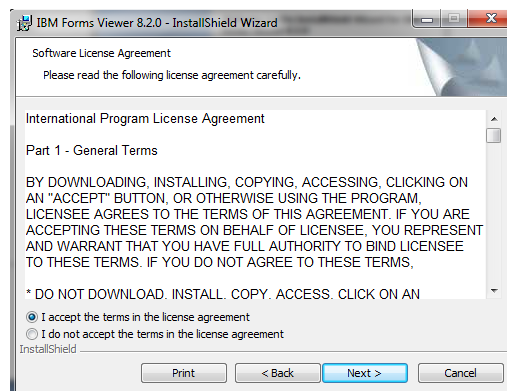 IBM Forms Viewer 8.2.0 - InstallShield Wizard
Software License Agreement
Please read the following license agreement carefully.
International Program License Agreement
Part 1 - General Terms
BY DOWNLOADING, INSTALLING, COPYING, ACCESSING, CLICKING ON
AN "ACCEPT" BUTTON, OR OTHERWISE USING THE PROGRAM,
LICENSEE AGREES TO THE TERMS OF THIS AGREEMENT. IF YOU ARE
ACCEPTING THESE TERMS ON BEHALF OF LICENSEE, YOU REPRESENT
AND WARRANT THAT YOU HAVE FULL AUTHORITY TO BIND LICENSEE
TO THESE TERMS. IF YOU DO NOT AGREE TO THESE TERMS,
* DO NOT DOWNLOAD, INSTALL, COPY, ACCESS, CLICK ON AN
I accept the terms in the license agreement
I do not accept the terms in the license agreement
InstallShield
Print
< Back
Next >
Cancel